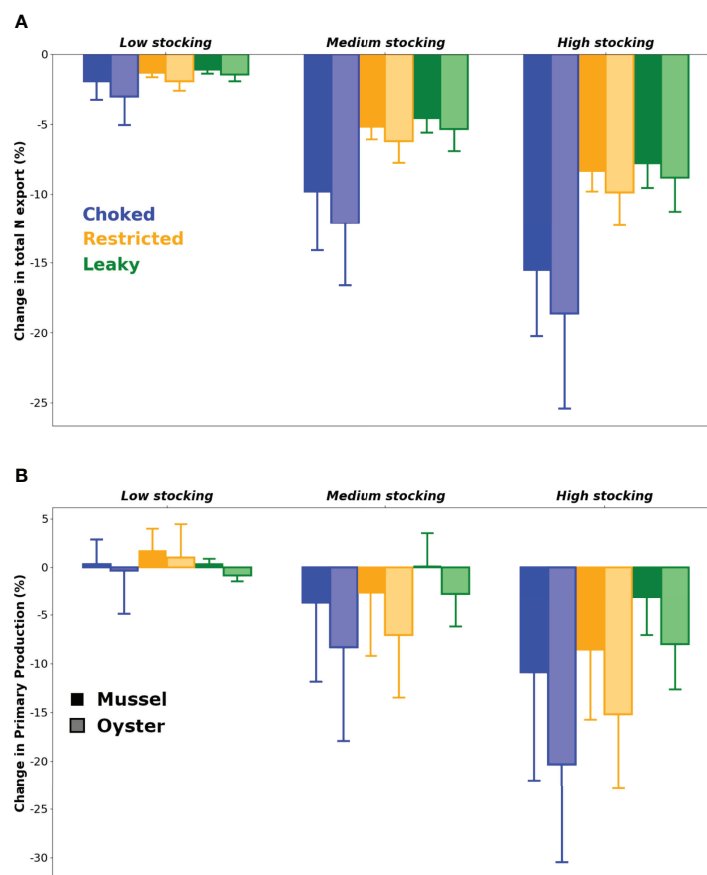 A
Low stocking
Medium stocking
High stocking
0
-5
-10
-15
-20
-25
Change in total N export (%)
Choked
Restricted
Leaky
B
Low stocking
Medium stocking
High stocking
5
0
-5
-10
-15
-20
-25
-30
Change in Primary Production (%)
Mussel
Oyster